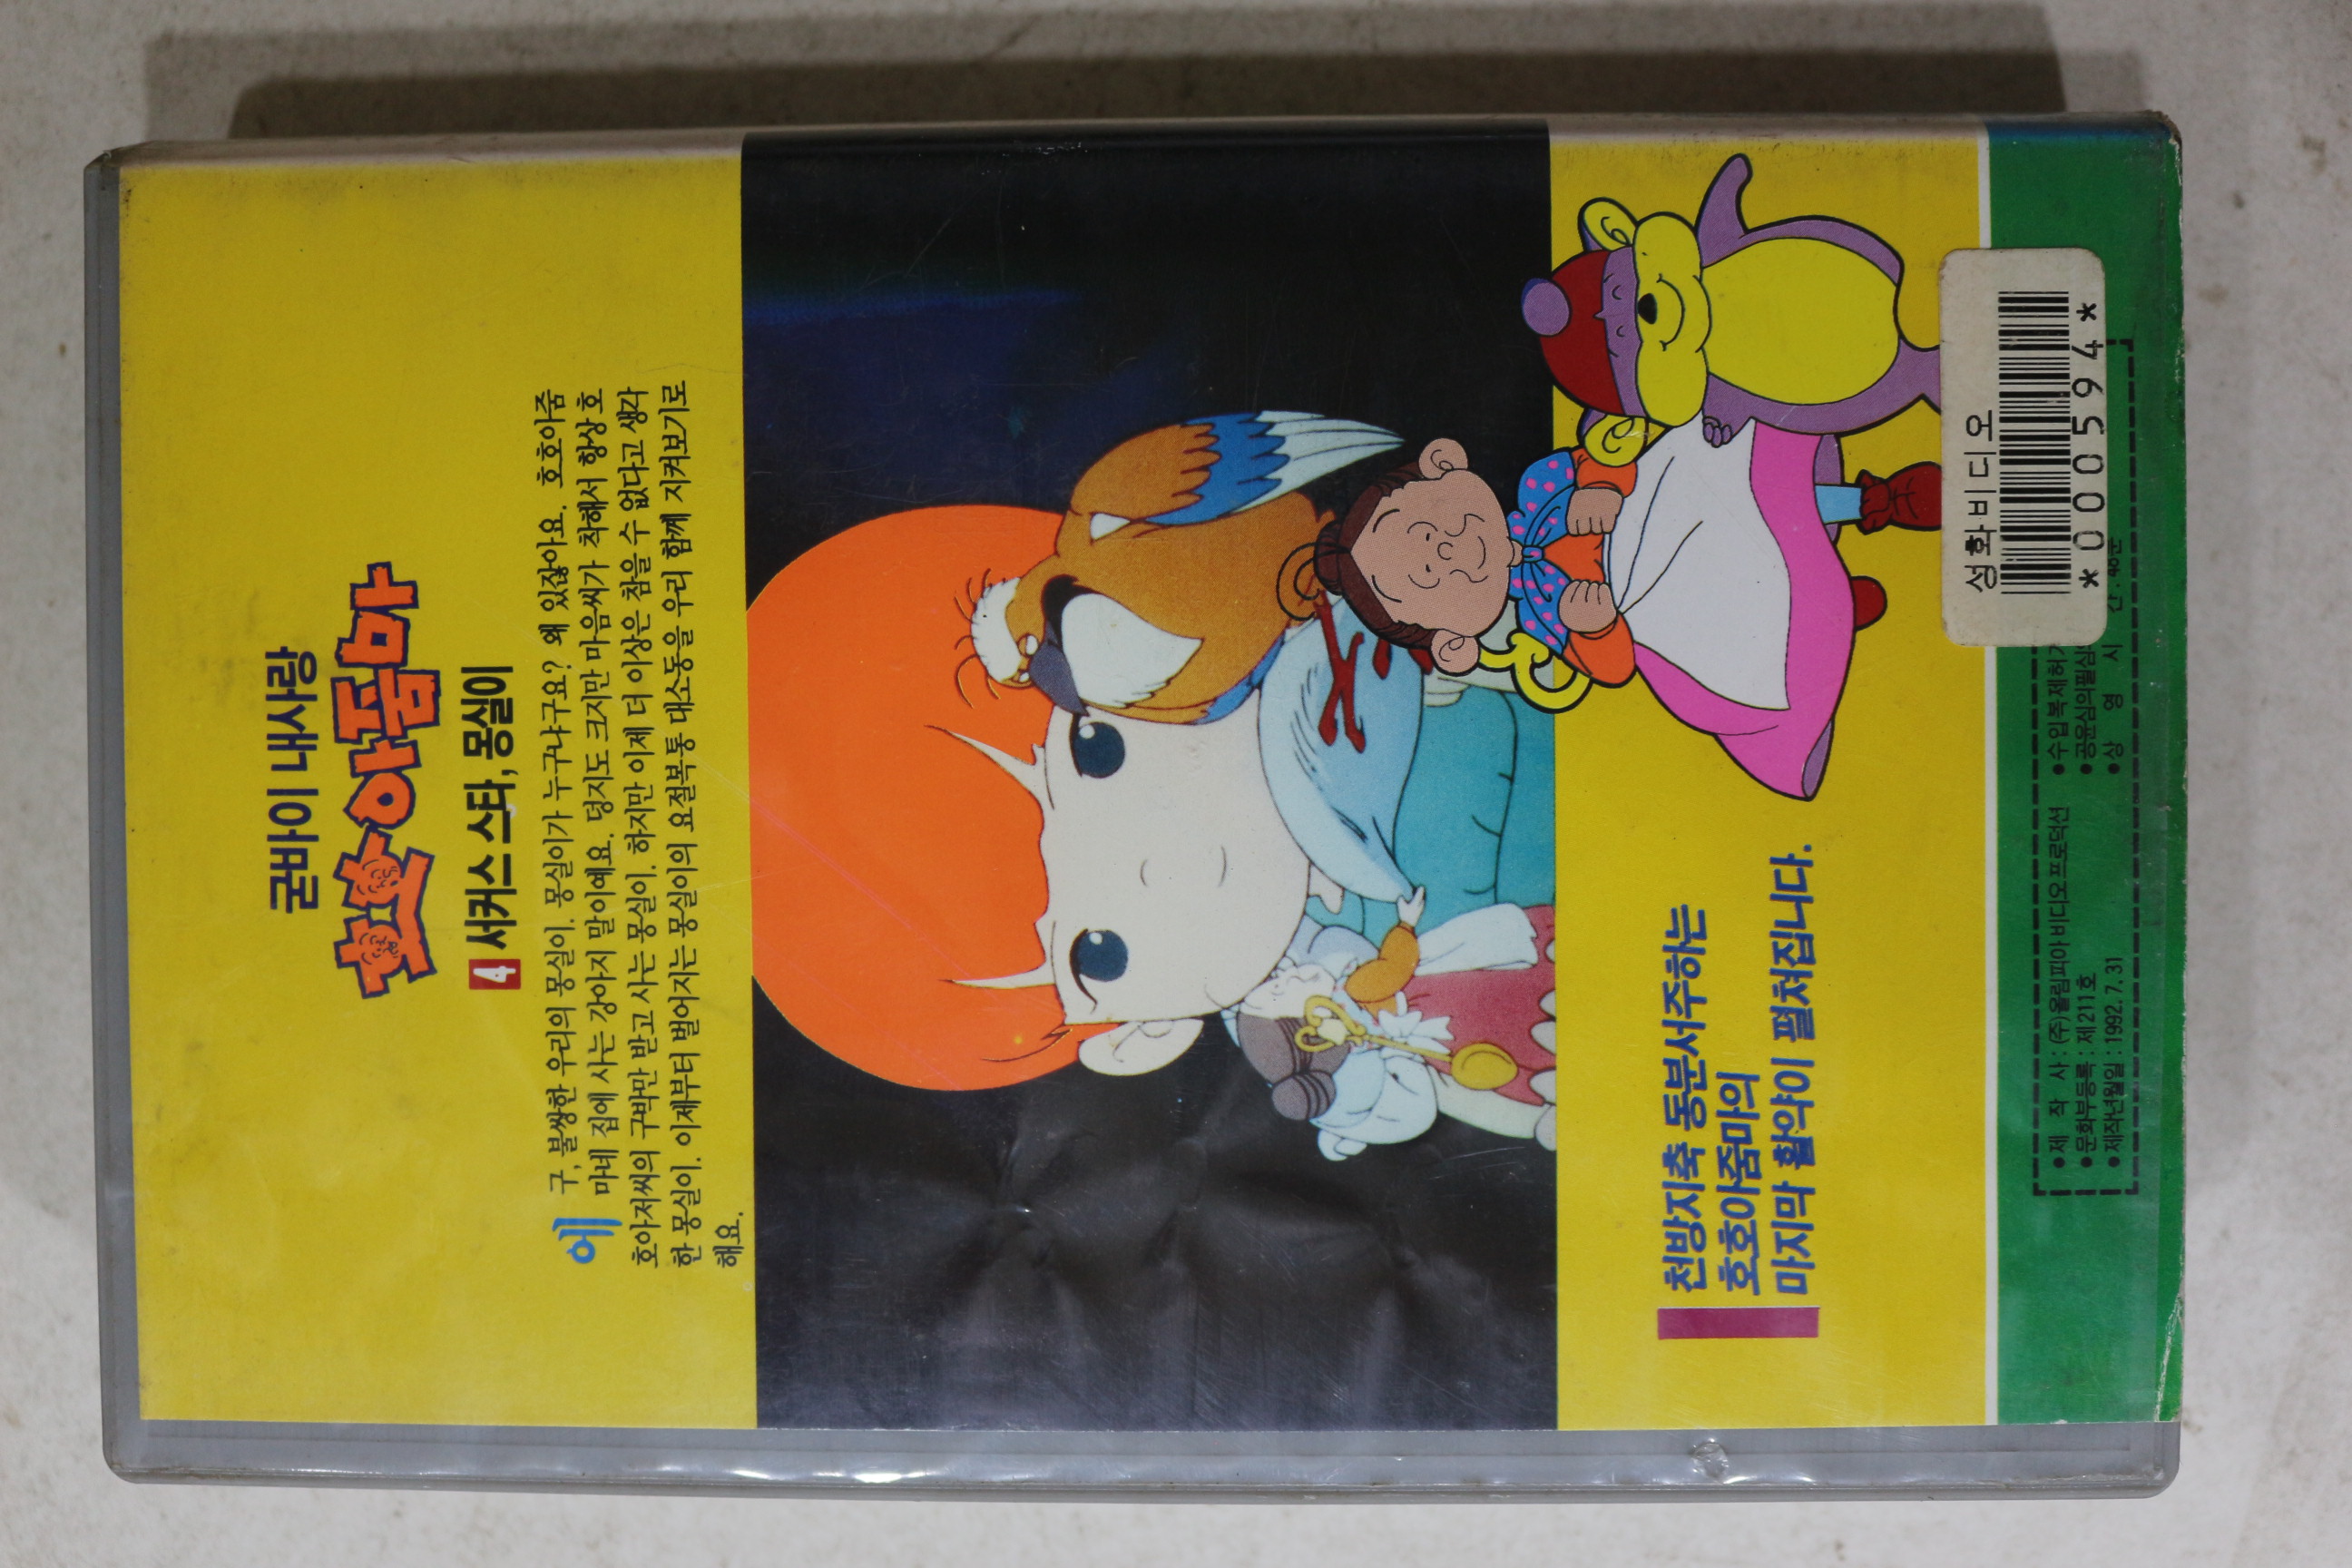 굳바이 내사랑
호호아줌마
4 서커스 스타, 몽실이
에구, 불쌍한 우리의 몽실이. 몽실이가 누구냐구요? 왜 있잖아요. 호호아줌
마네 집에 사는 강아지 말이예요. 덩치도 크지만 마음씨가 착해서 항상 호
호아저씨의 구박만 받고 사는 몽실이. 하지만 이제 더 이상은 참을 수 없다고 생각
한 몽실이. 이제부터 벌어지는 몽실이의 요절복통 대소동을 우리 함께 지켜보기로
해요.
천방지축 동분서주하는
호호아줌마의
마지막 활약이 펼쳐집니다.
성화비디오
*000594*
●제 작 사 : (주)올림피아 비디오프로덕션
●문화부등록 : 제211호
●제작년월일 : 1992. 7. 31
●수입복제허가
●공윤심의필
●상 영 시 간 :